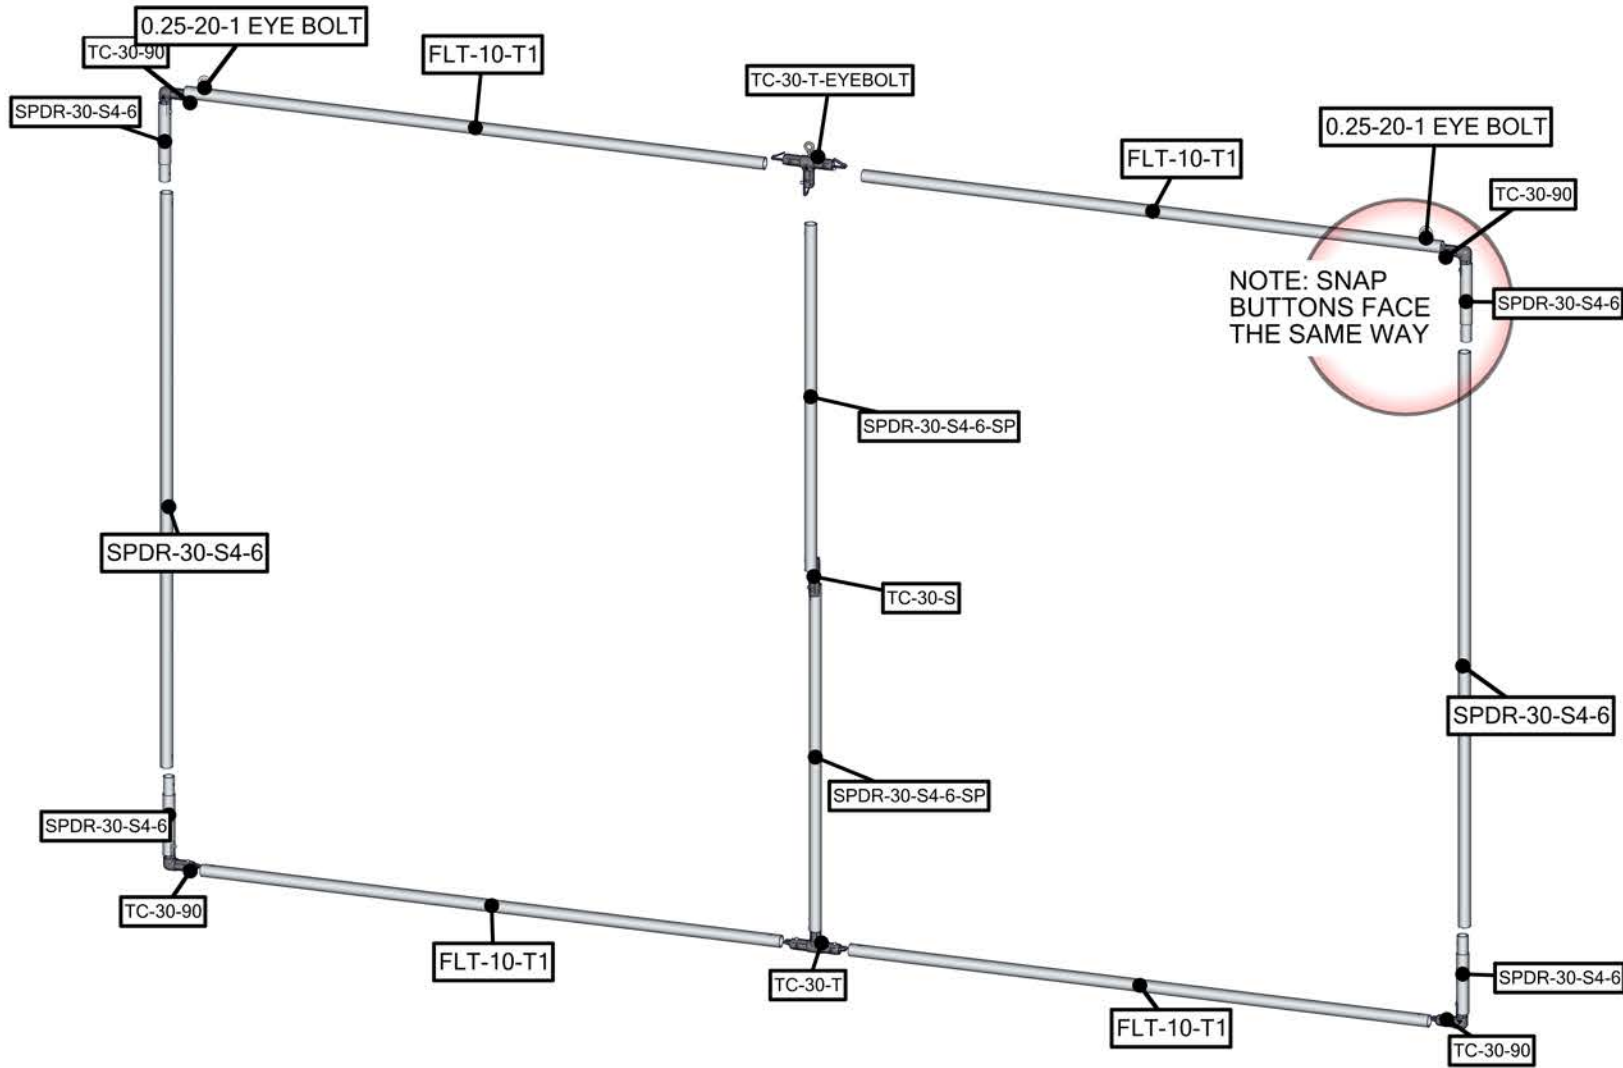 0.25-20-1 EYE BOLT
TC-30-90
FLT-10-T1
TC-30-T-EYEBOLT
SPDR-30-S4-6
0.25-20-1 EYE BOLT
FLT-10-T1
TC-30-90
NOTE: SNAP
BUTTONS FACE
THE SAME WAY
SPDR-30-S4-6
SPDR-30-S4-6-SP
SPDR-30-S4-6
TC-30-S
SPDR-30-S4-6
SPDR-30-S4-6-SP
SPDR-30-S4-6
TC-30-90
FLT-10-T1
TC-30-T
SPDR-30-S4-6
FLT-10-T1
TC-30-90